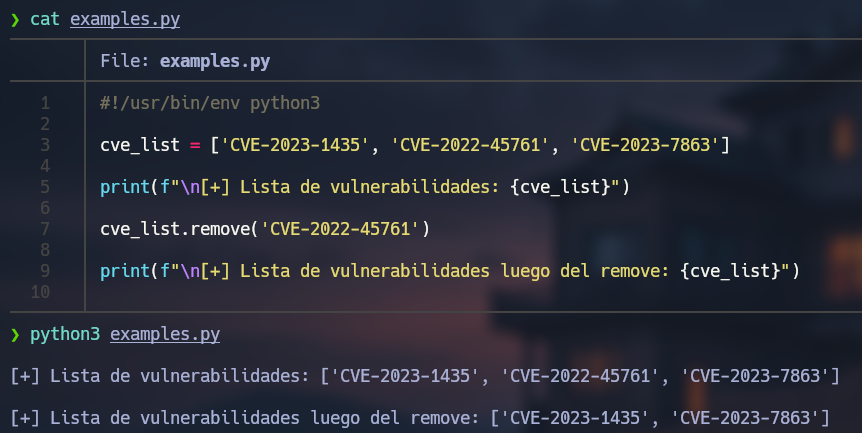 ❯ cat examples.py
File: examples.py
1 #!/usr/bin/env python3
2
3 cve_list = ['CVE-2023-1435', 'CVE-2022-45761', 'CVE-2023-7863']
4
5 print(f"\n[+] Lista de vulnerabilidades: {cve_list}")
6
7 cve_list.remove('CVE-2022-45761')
8
9 print(f"\n[+] Lista de vulnerabilidades luego del remove: {cve_list}")
10
❯ python3 examples.py
[+] Lista de vulnerabilidades: ['CVE-2023-1435', 'CVE-2022-45761', 'CVE-2023-7863']
[+] Lista de vulnerabilidades luego del remove: ['CVE-2023-1435', 'CVE-2023-7863']